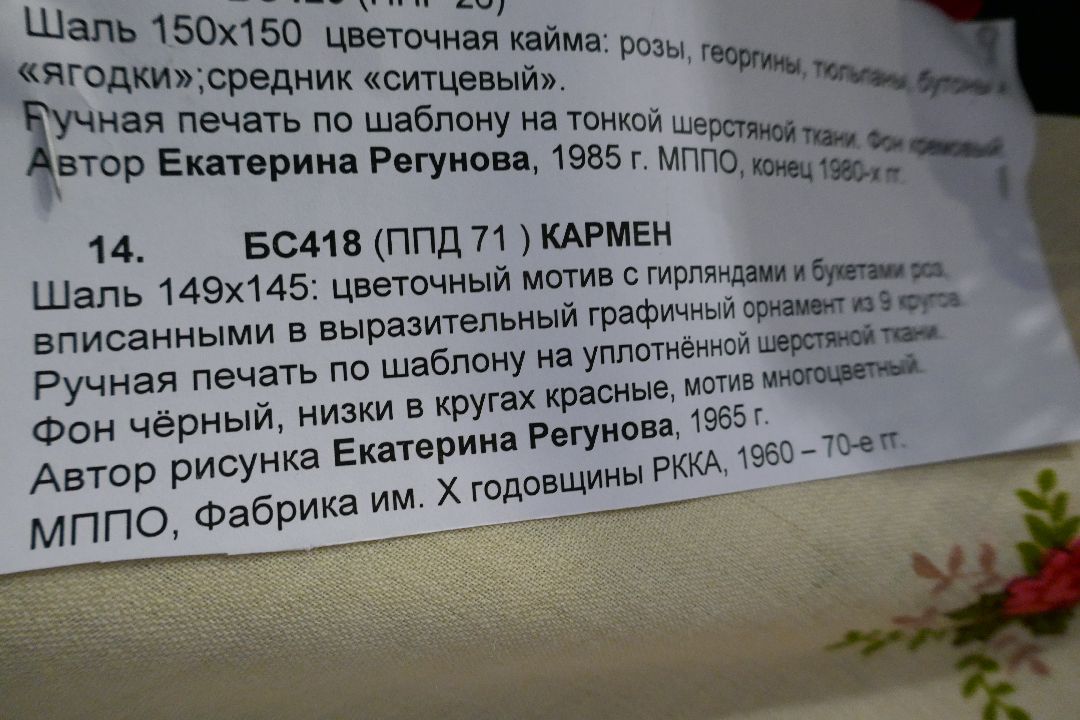 Шаль 150х150 цветочная кайма: розы, георгины, тюльпаны, бутоны и
«ягодки»;средник «ситцевый».
Ручная печать по шаблону на тонкой шерстяной ткани. Фон кремовый.
Автор Екатерина Регунова, 1985 г. МППО, конец 1980-х гг.
14. БС418 (ППД 71 ) КАРМЕН
Шаль 149х145: цветочный мотив с гирляндами и букетами роз,
вписанными в выразительный графичный орнамент из 9 кругов.
Ручная печать по шаблону на уплотнённой шерстяной ткани.
Фон чёрный, низки в кругах красные, мотив многоцветный.
Автор рисунка Екатерина Регунова, 1965 г.
МППО, Фабрика им. X годовщины РККА, 1960 – 70-е гг.